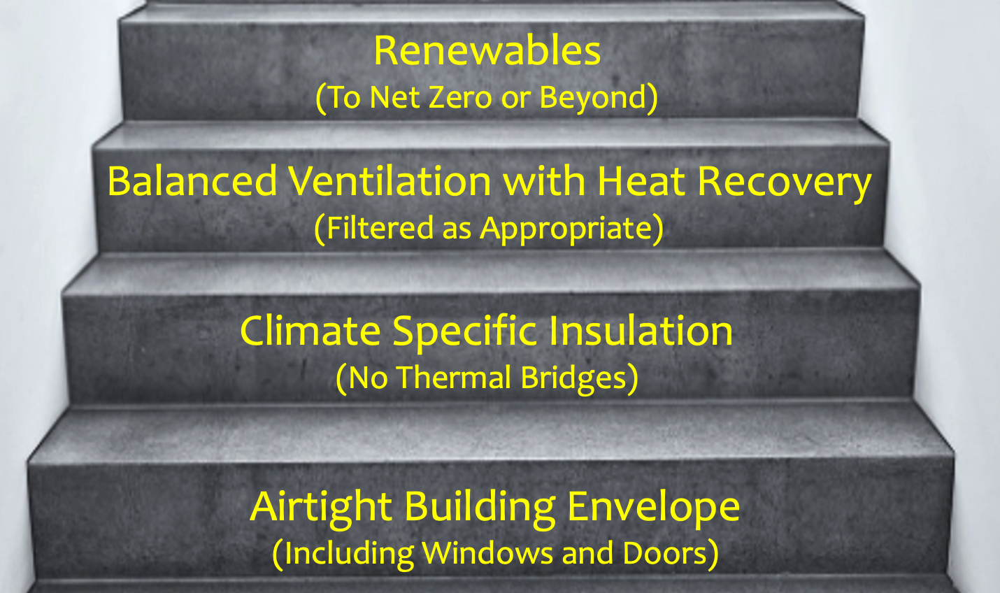 Renewables
(To Net Zero or Beyond)
Balanced Ventilation with Heat Recovery
(Filtered as Appropriate)
Climate Specific Insulation
(No Thermal Bridges)
Airtight Building Envelope
(Including Windows and Doors)